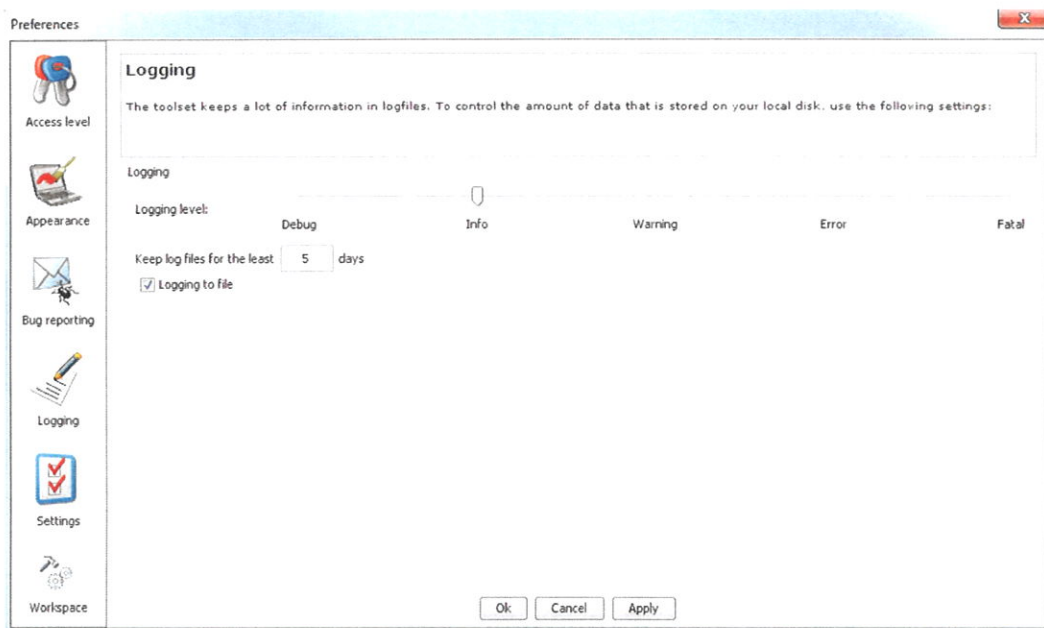 Preferences
X
Access level
Appearance
Bug reporting
Logging
Settings
Workspace
Logging
The toolset keeps a lot of information in logfiles. To control the amount of data that is stored on your local disk, use the following settings:
Logging
Logging level:
Debug Info Warning Error Fatal
Keep log files for the least 5 days
Logging to file
Ok Cancel Apply